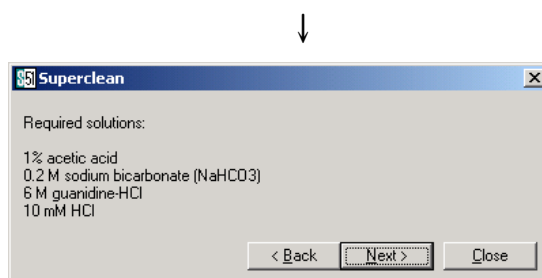 ↓
Superclean
Required solutions:
1% acetic acid
0.2 M sodium bicarbonate (NaHCO3)
6 M guanidine-HCl
10 mM HCl
< Back
Next >
Close